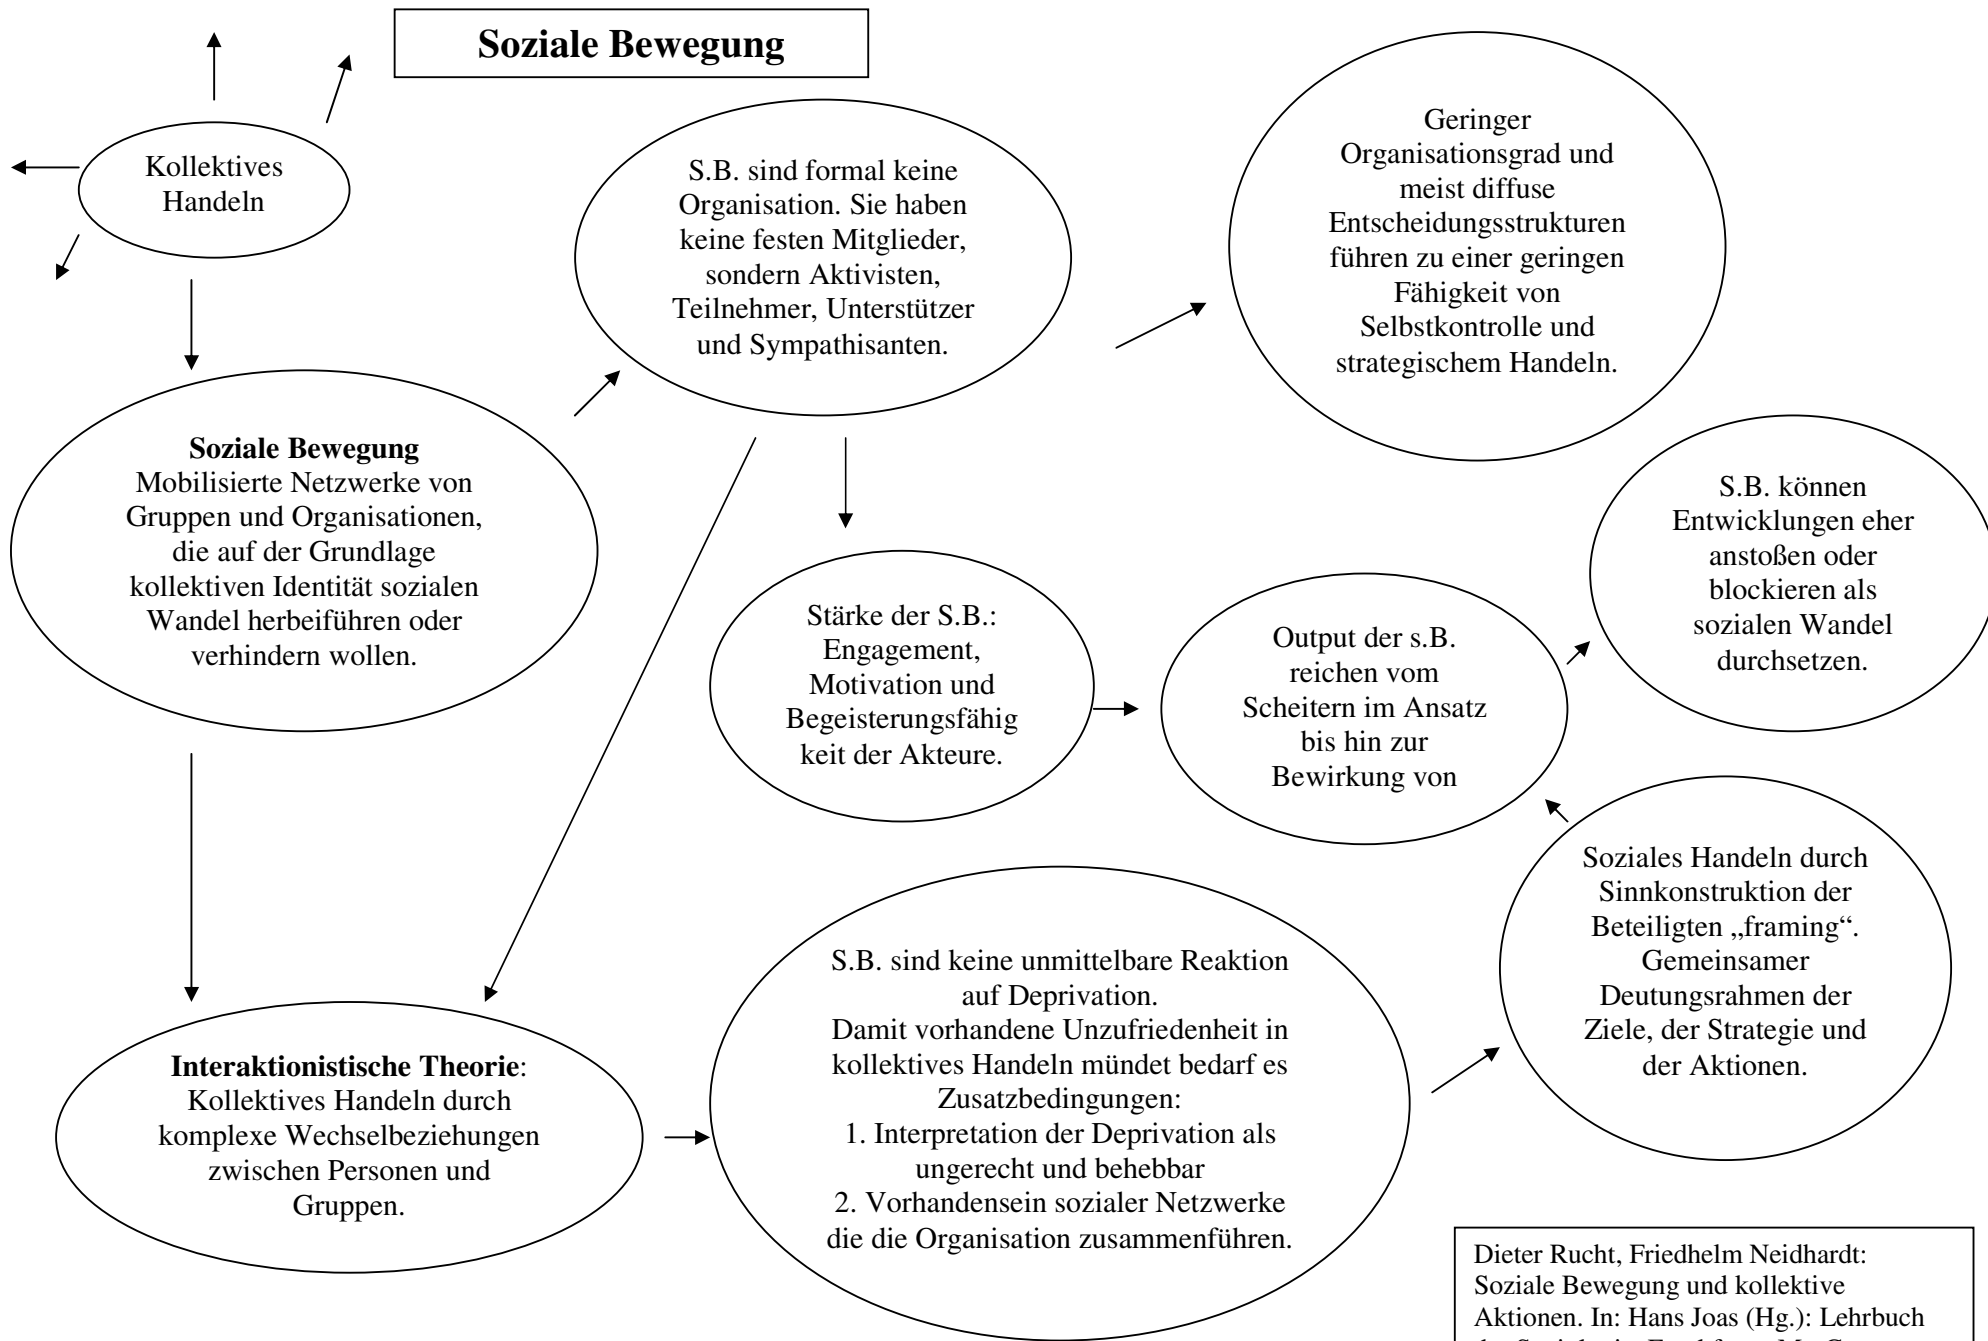 Soziale Bewegung
Kollektives
Handeln
S.B. sind formal keine
Organisation. Sie haben
keine festen Mitglieder,
sondern Aktivisten,
Teilnehmer, Unterstützer
und Sympathisanten.
Geringer
Organisationsgrad und
meist diffuse
Entscheidungsstrukturen
führen zu einer geringen
Fähigkeit von
Selbstkontrolle und
strategischem Handeln.
Soziale Bewegung
Mobilisierte Netzwerke von
Gruppen und Organisationen,
die auf der Grundlage
kollektiven Identität sozialen
Wandel herbeiführen oder
verhindern wollen.
Stärke der S.B.:
Engagement,
Motivation und
Begeisterungsfähig
keit der Akteure.
Output der s.B.
reichen vom
Scheitern im Ansatz
bis hin zur
Bewirkung von
S.B. können
Entwicklungen eher
anstoßen oder
blockieren als
sozialen Wandel
durchsetzen.
Interaktionistische Theorie:
Kollektives Handeln durch
komplexe Wechselbeziehungen
zwischen Personen und
Gruppen.
S.B. sind keine unmittelbare Reaktion
auf Deprivation.
Damit vorhandene Unzufriedenheit in
kollektives Handeln mündet bedarf es
Zusatzbedingungen:
1. Interpretation der Deprivation als
ungerecht und behebbar
2. Vorhandensein sozialer Netzwerke
die die Organisation zusammenführen.
Soziales Handeln durch
Sinnkonstruktion der
Beteiligten „framing“.
Gemeinsamer
Deutungsrahmen der
Ziele, der Strategie und
der Aktionen.
Dieter Rucht, Friedhelm Neidhardt:
Soziale Bewegung und kollektive
Aktionen. In: Hans Joas (Hg.): Lehrbuch